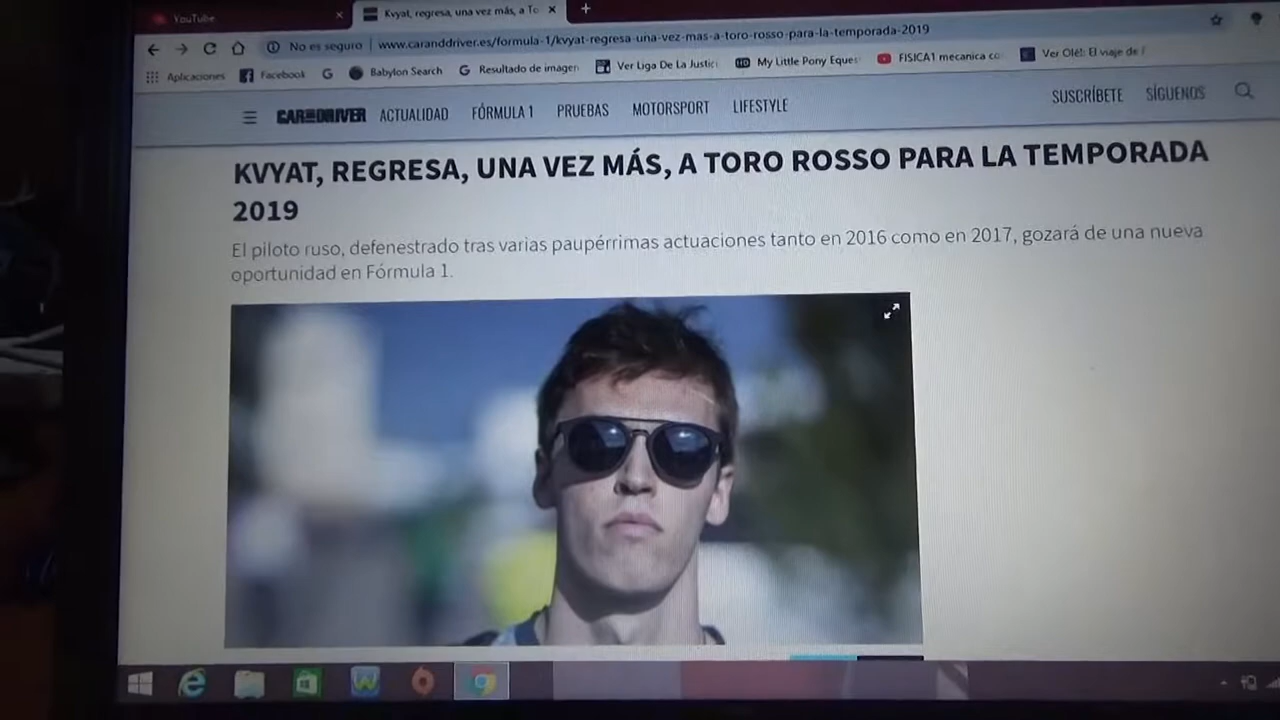 YouTube
Kvyat, regresa, una vez más, a To
No es seguro | www.caranddriver.es/formula-1/kvyat-regresa-una-vez-mas-a-toro-rosso-para-la-temporada-2019
Aplicaciones Facebook Babylon Search Resultado de imagen Ver Liga De La Justici My Little Pony Eques FISICA1 mecanica co Ver Olé!: El viaje de
CAR AND DRIVER ACTUALIDAD FÓRMULA 1 PRUEBAS MOTORSPORT LIFESTYLE SUSCRÍBETE SÍGUENOS
KVYAT, REGRESA, UNA VEZ MÁS, A TORO ROSSO PARA LA TEMPORADA
2019
El piloto ruso, defenestrado tras varias paupérrimas actuaciones tanto en 2016 como en 2017, gozará de una nueva
oportunidad en Fórmula 1.